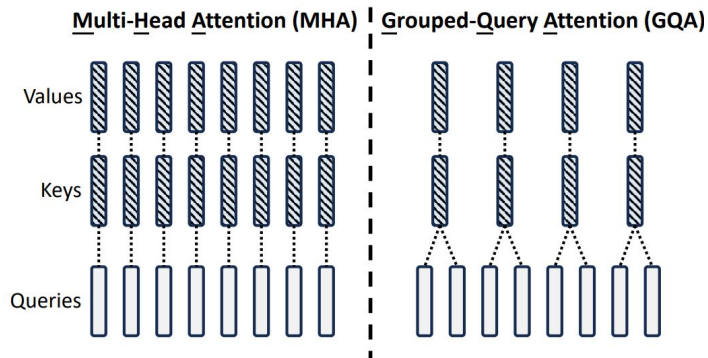 Multi-Head Attention (MHA)
Grouped-Query Attention (GQA)
Values
Keys
Queries